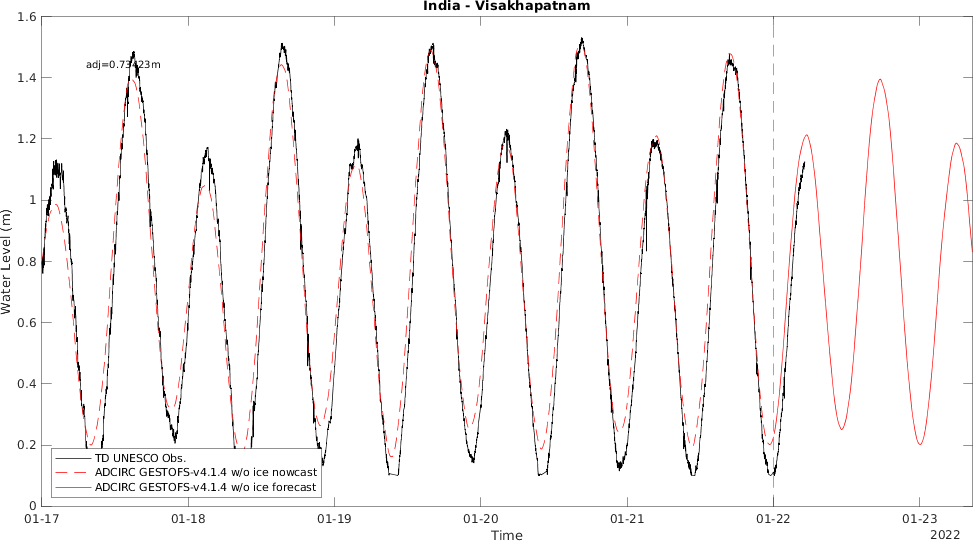 India - Visakhapatnam
adj=0.73423m
1.6
1.4
1.2
1
0.8
0.6
0.4
0.2
0
Water Level (m)
TD UNESCO Obs.
ADCIRC GESTOFS-v4.1.4 w/o ice nowcast
ADCIRC GESTOFS-v4.1.4 w/o ice forecast
01-17 01-18 01-19 01-20 01-21 01-22 01-23
Time
2022